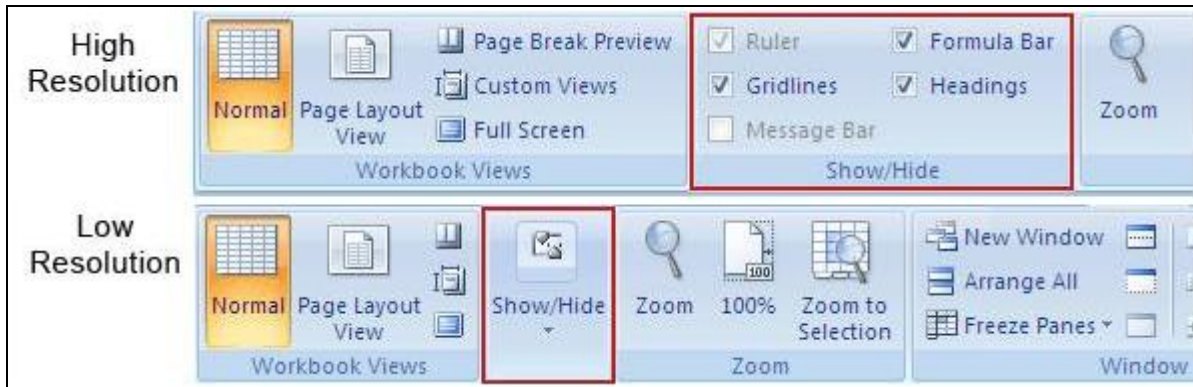 High
Resolution
Normal
Page Layout
View
Page Break Preview
Custom Views
Full Screen
Workbook Views
Ruler
Formula Bar
Gridlines
Headings
Message Bar
Show/Hide
Zoom
Low
Resolution
Normal
Page Layout
View
Workbook Views
Show/Hide
Zoom
100
100%
Zoom to
Selection
Zoom
New Window
Arrange All
Freeze Panes
Window